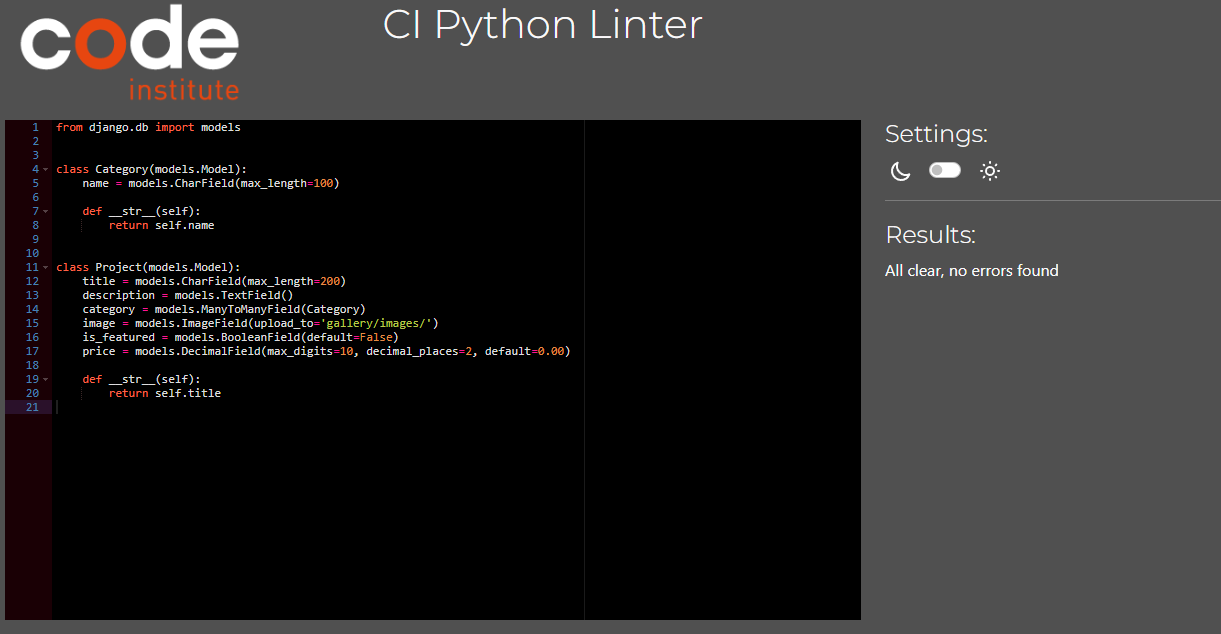 code
institute
CI Python Linter
1 from django.db import models
2
3
4 class Category(models.Model):
5     name = models.CharField(max_length=100)
6
7     def __str__(self):
8         return self.name
9
10
11 class Project(models.Model):
12     title = models.CharField(max_length=200)
13     description = models.TextField()
14     category = models.ManyToManyField(Category)
15     image = models.ImageField(upload_to='gallery/images/')
16     is_featured = models.BooleanField(default=False)
17     price = models.DecimalField(max_digits=10, decimal_places=2, default=0.00)
18
19     def __str__(self):
20         return self.title
21
Settings:
Results:
All clear, no errors found